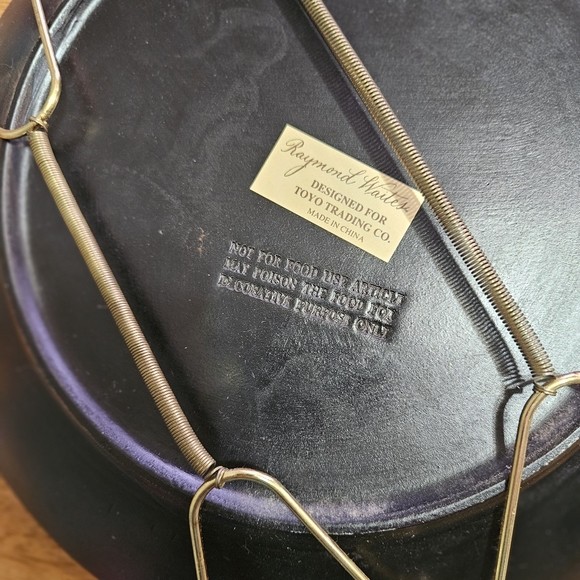 Raymond Waites
DESIGNED FOR
TOYO TRADING CO.
MADE IN CHINA
NOT FOR FOOD USE ARTICLE
MAY POISON THE FOOD FOR
DECORATIVE PURPOSE ONLY